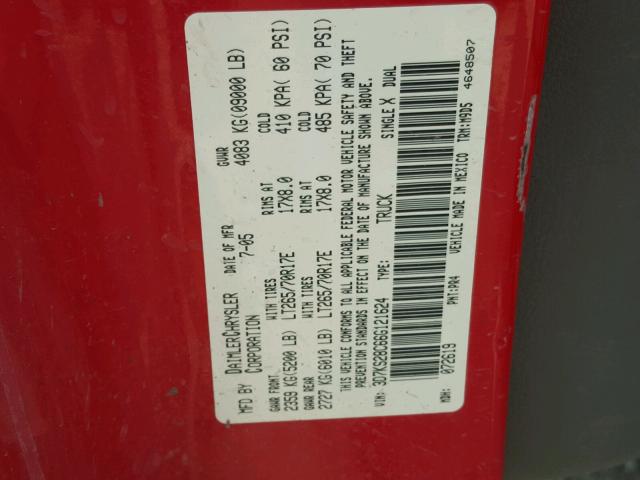 MFD BY DAIMLERCHRYSLER CORPORATION DATE OF MFR 7-05 GVWR 4083 KG(09000 LB)
GAWR FRONT WITH TIRES RIMS AT COLD
2359 KG(5200 LB) LT265/70R17E 17X8.0 410 KPA( 60 PSI)
GAWR REAR WITH TIRES RIMS AT COLD
2727 KG(6010 LB) LT265/70R17E 17X8.0 485 KPA( 70 PSI)
THIS VEHICLE CONFORMS TO ALL APPLICABLE FEDERAL MOTOR VEHICLE SAFETY AND THEFT
PREVENTION STANDARDS IN EFFECT ON THE DATE OF MANUFACTURE SHOWN ABOVE.
VIN: 3D7KS28C66G121624 TYPE: TRUCK SINGLE X DUAL
MDH: 072619 PNT:PR4 VEHICLE MADE IN MEXICO TRM:M9D5 4648507